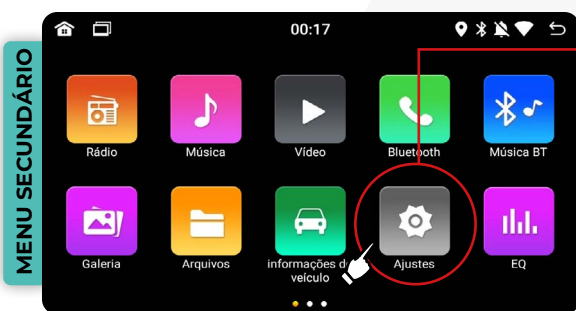 MENU SECUNDÁRIO
00:17
Rádio
Música
Vídeo
Bluetooth
Música BT
Galeria
Arquivos
informações do
veículo
Ajustes
EQ